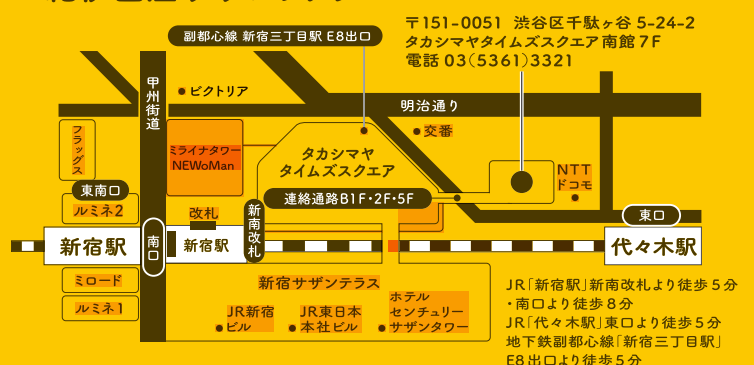 〒151-0051 渋谷区千駄ヶ谷 5-24-2
タカシマヤタイムズスクエア南館 7F
電話 03(5361)3321
副都心線 新宿三丁目駅 E8出口
甲州街道
ビクトリア
明治通り
交番
フラッグス
ミライナタワー
NEWoMan
タカシマヤ
タイムズスクエア
NTT
ドコモ
東南口
ルミネ2
連絡通路B1F・2F・5F
改札
新南改札
東口
新宿駅
南口
新宿駅
代々木駅
ミロード
ルミネ1
新宿サザンテラス
JR新宿
ビル
JR東日本
本社ビル
ホテル
センチュリー
サザンタワー
JR「新宿駅」新南改札より徒歩5分
・南口より徒歩8分
JR「代々木駅」東口より徒歩5分
地下鉄副都心線「新宿三丁目駅」
E8出口より徒歩5分